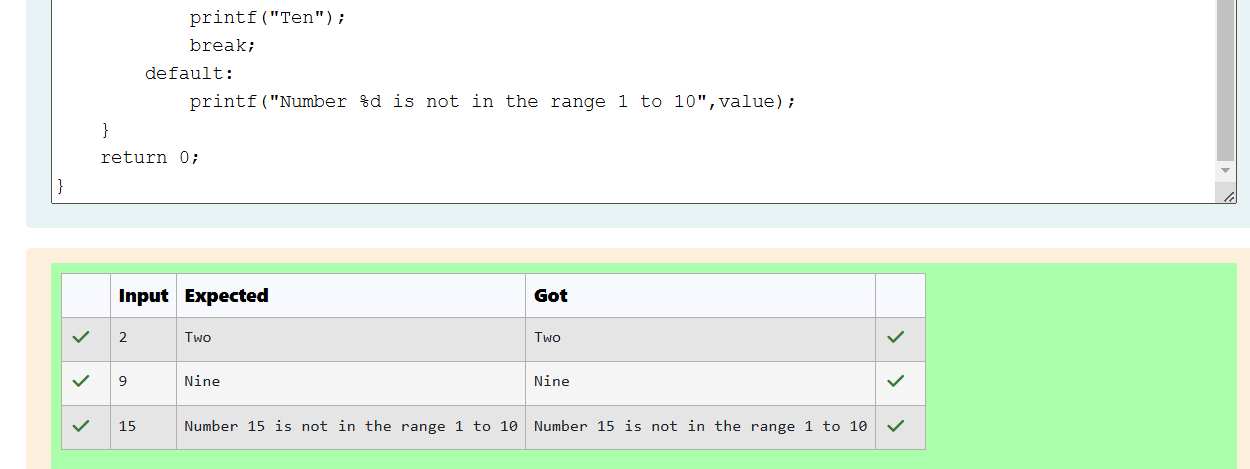 printf("Ten");
break;
default:
printf("Number %d is not in the range 1 to 10",value);
}
return 0;
}
Input Expected Got
2 Two Two
9 Nine Nine
15 Number 15 is not in the range 1 to 10 Number 15 is not in the range 1 to 10